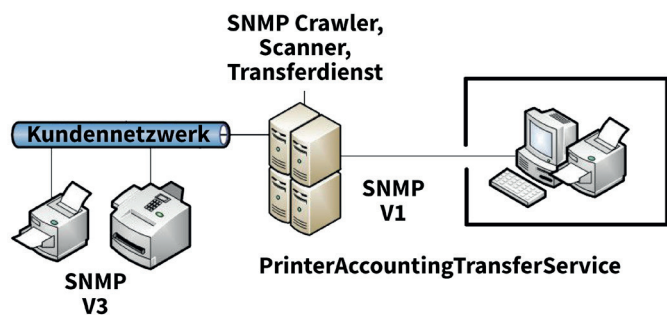 SNMP Crawler,
Scanner,
Transferdienst
Kundennetzwerk
SNMP
V1
PrinterAccountingTransferService
SNMP
V3